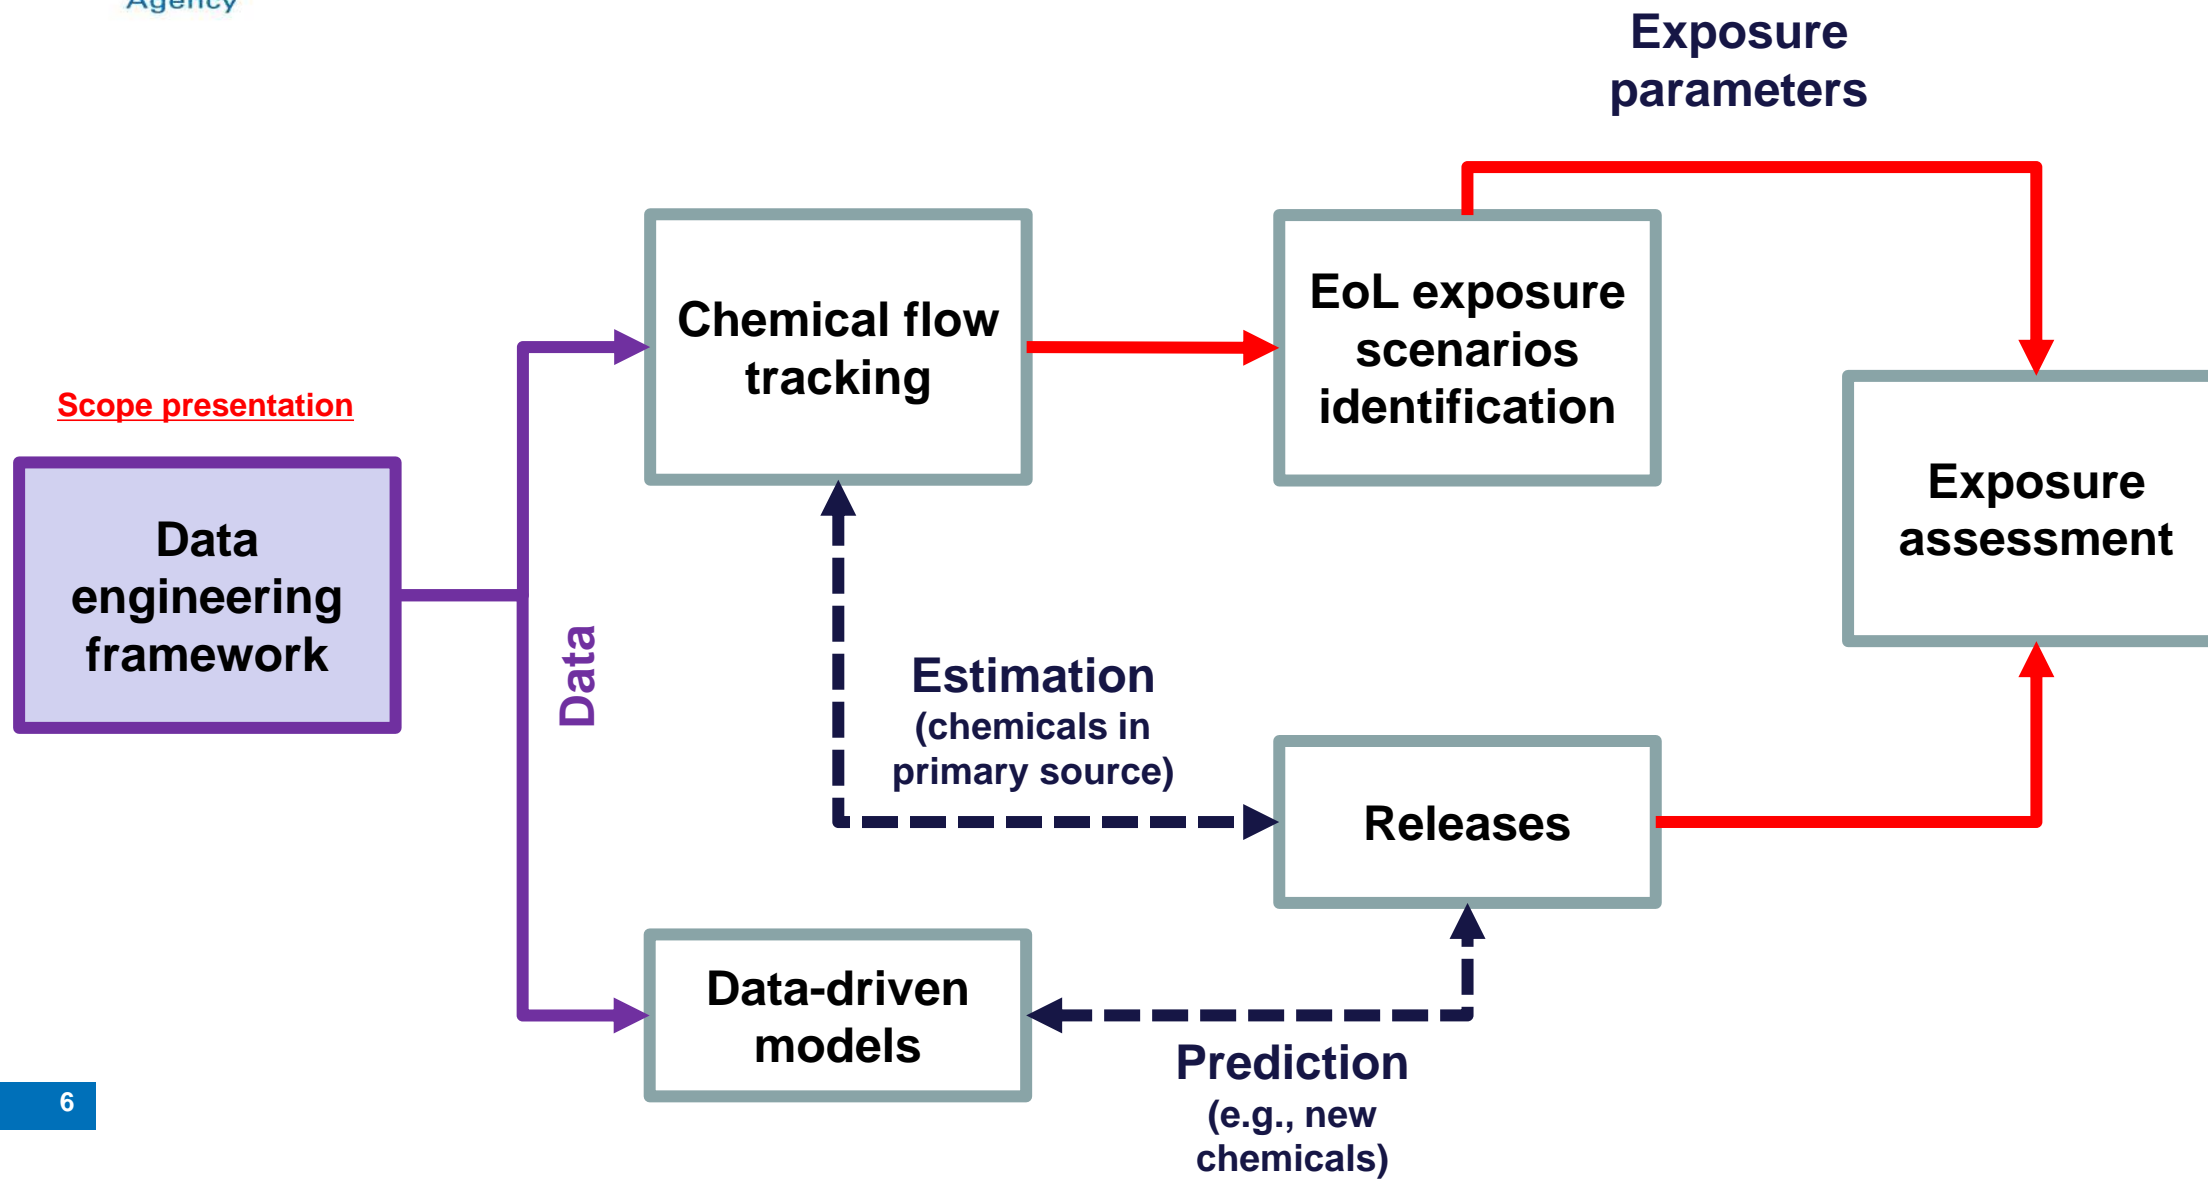 Agency
Exposure
parameters
Chemical flow
tracking
EoL exposure
scenarios
identification
Scope presentation
Exposure
assessment
Data
engineering
framework
Data
Estimation
(chemicals in
primary source)
Releases
Data-driven
models
Prediction
(e.g., new
chemicals)
6